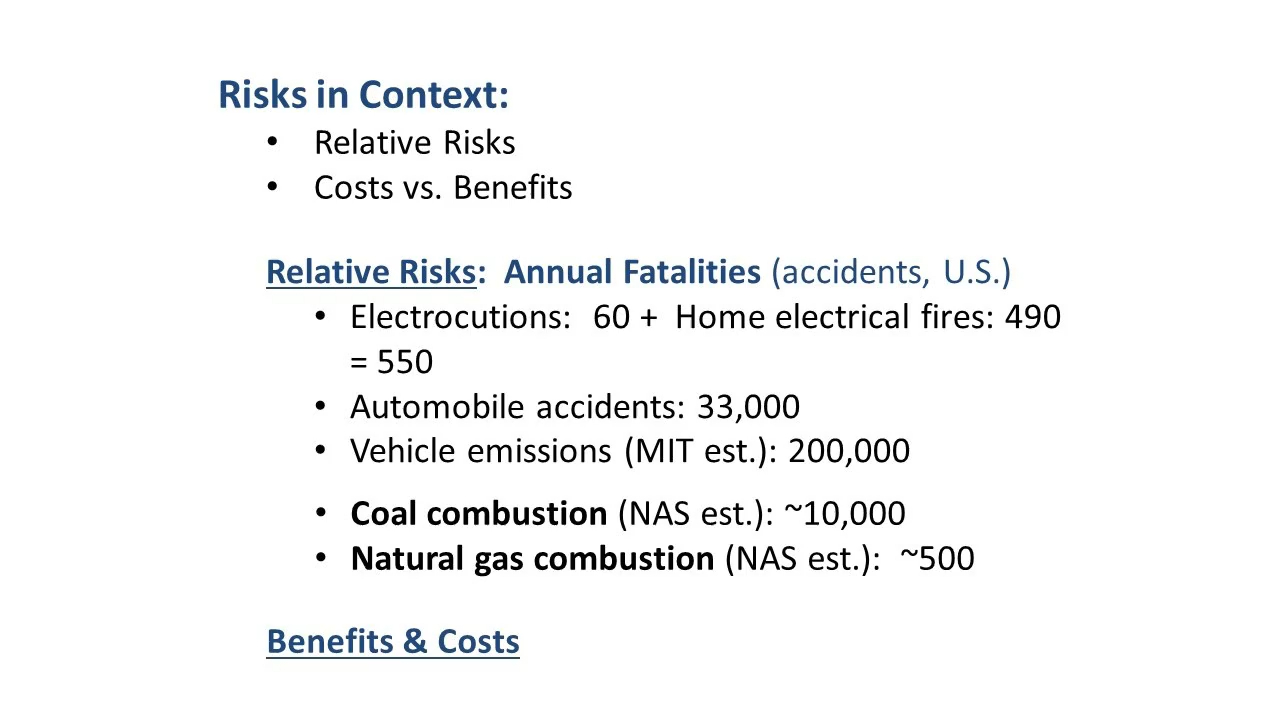 Risks in Context:
• Relative Risks
• Costs vs. Benefits
Relative Risks:  Annual Fatalities (accidents, U.S.)
• Electrocutions:  60 +  Home electrical fires: 490
= 550
• Automobile accidents: 33,000
• Vehicle emissions (MIT est.): 200,000
• Coal combustion (NAS est.): ~10,000
• Natural gas combustion (NAS est.):  ~500
Benefits & Costs